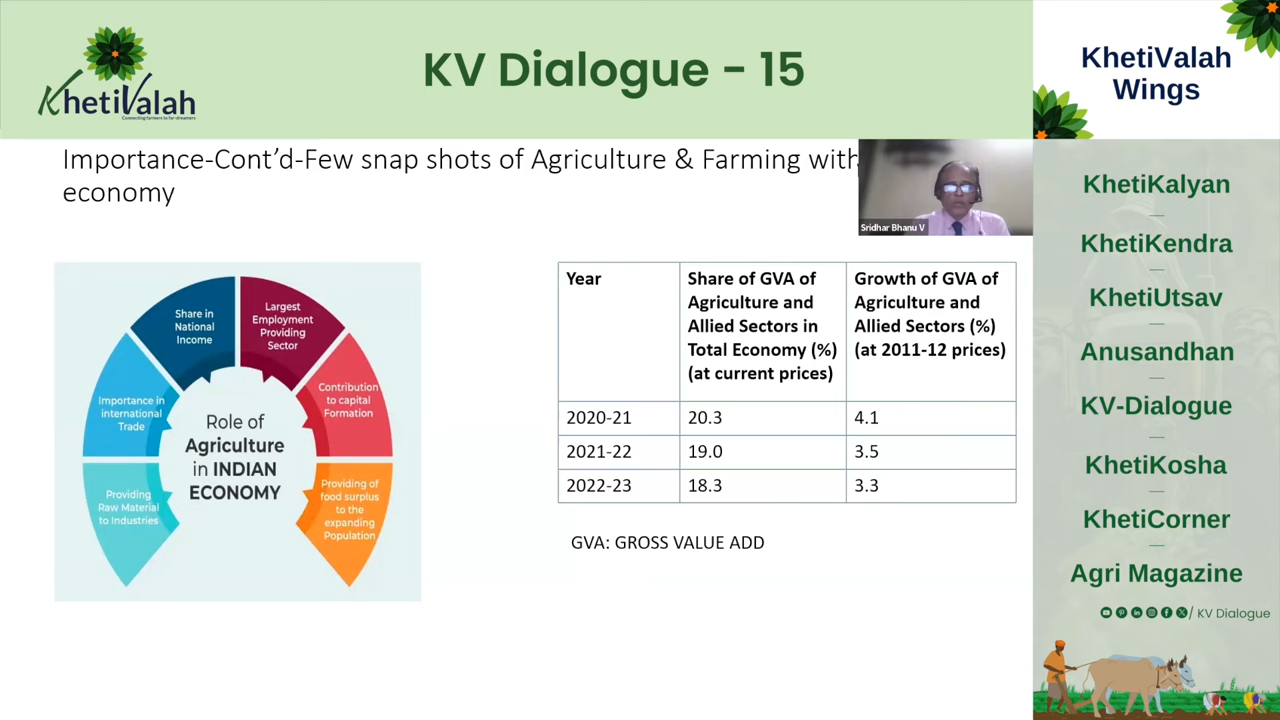 KhetiValah
Connecting farmers to far-dreamers
KV Dialogue - 15
KhetiValah
Wings
Importance-Cont’d-Few snap shots of Agriculture & Farming with
economy
Sridhar Bhanu V
Share in
National
Income
Largest
Employment
Providing
Sector
Importance in
international
Trade
Contribution
to capital
Formation
Role of
Agriculture
in INDIAN
ECONOMY
Providing
Raw Material
to Industries
Providing of
food surplus
to the
expanding
Population
Year
Share of GVA of
Agriculture and
Allied Sectors in
Total Economy (%)
(at current prices)
Growth of GVA of
Agriculture and
Allied Sectors (%)
(at 2011-12 prices)
2020-21 20.3 4.1
2021-22 19.0 3.5
2022-23 18.3 3.3
GVA: GROSS VALUE ADD
KhetiKalyan
KhetiKendra
KhetiUtsav
Anusandhan
KV-Dialogue
KhetiKosha
KhetiCorner
Agri Magazine
/ KV Dialogue